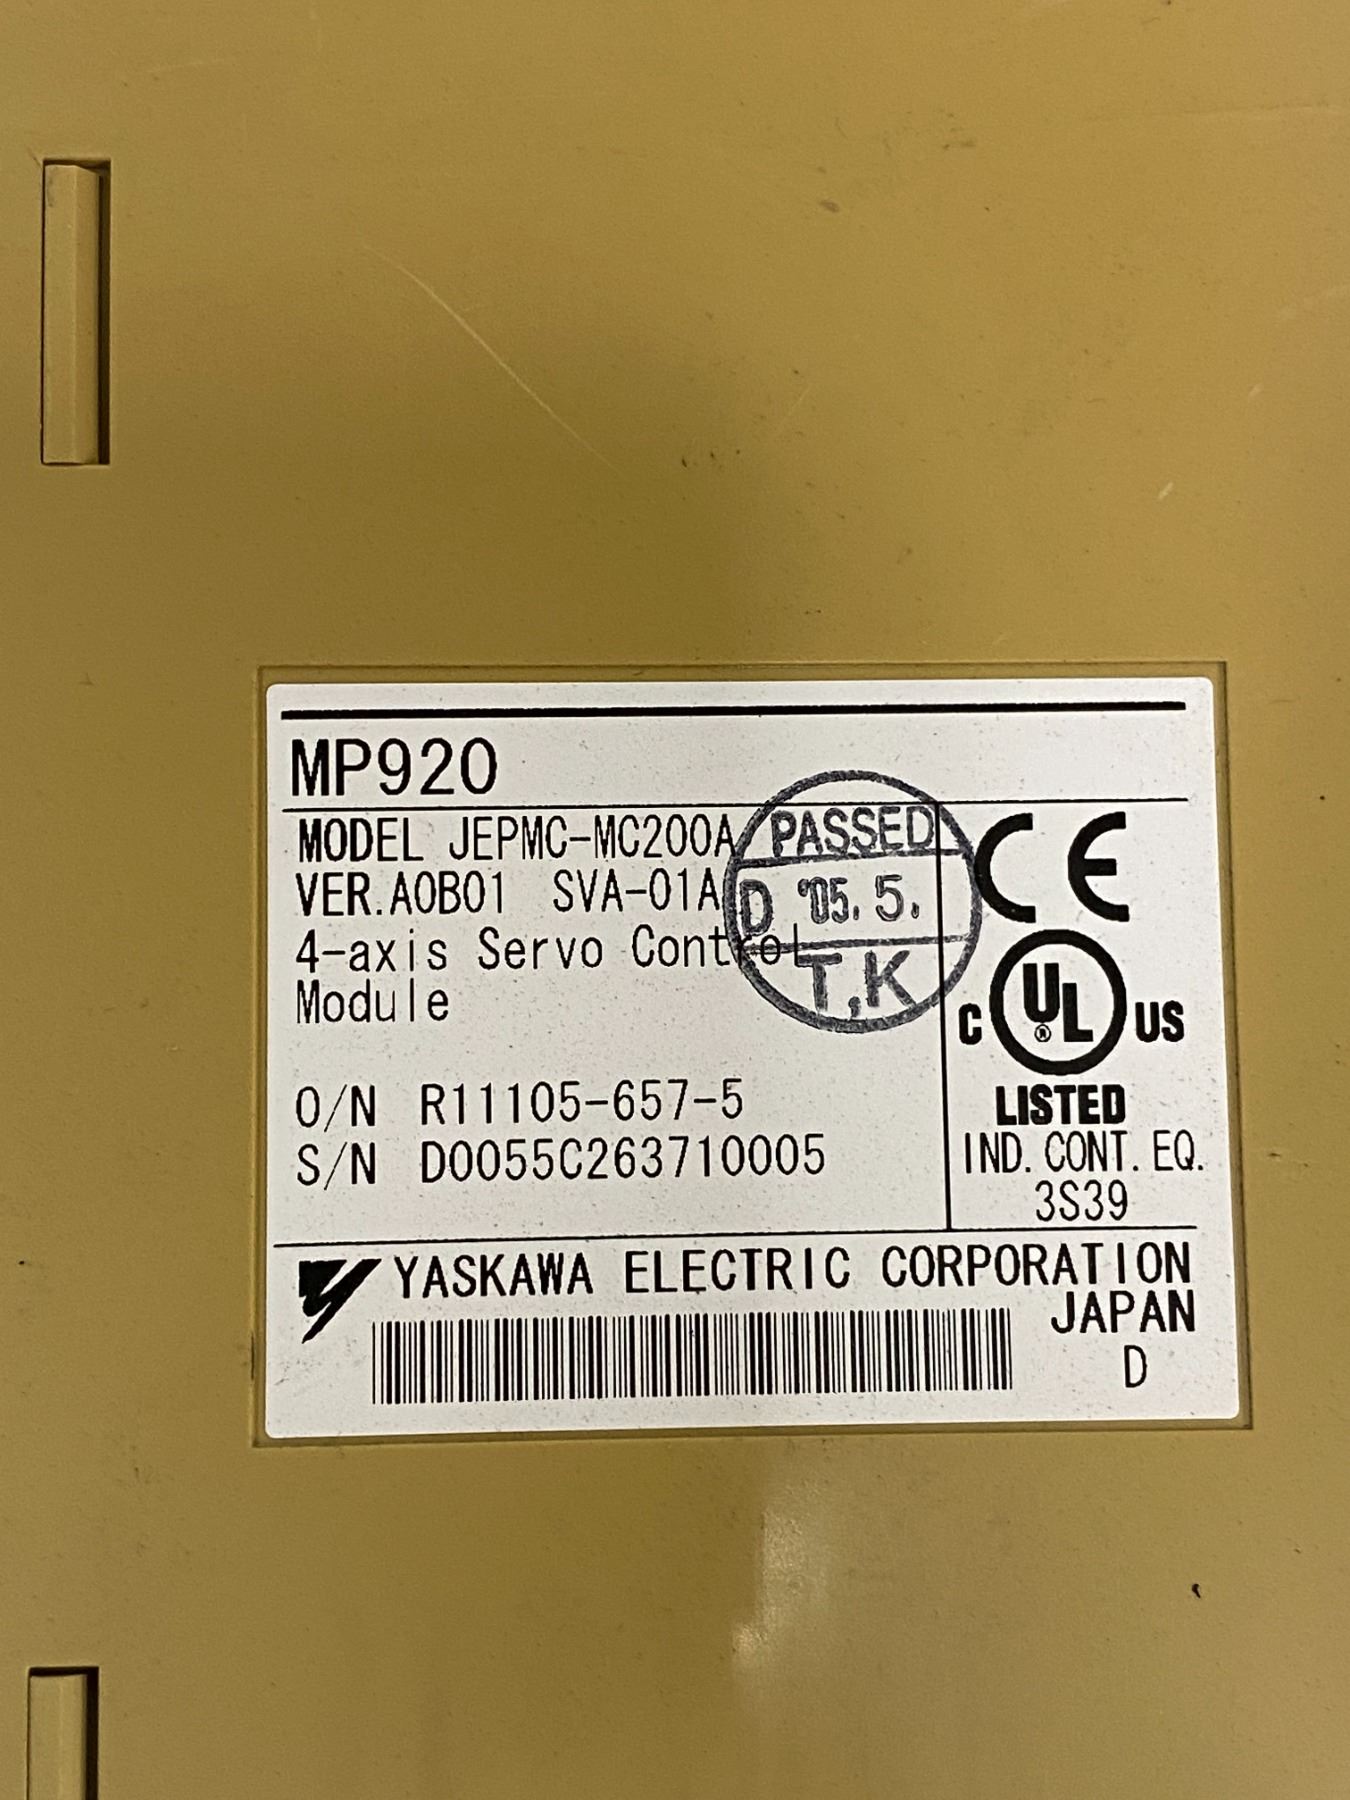 MP920
MODEL JEPMC-MC200A
VER.A0B01 SVA-01A
4-axis Servo Control
Module
PASSED
D '05. 5.
T,K
O/N R11105-657-5
S/N D0055C263710005
CE
C UL® US
LISTED
IND. CONT. EQ.
3S39
YASKAWA ELECTRIC CORPORATION
JAPAN
D